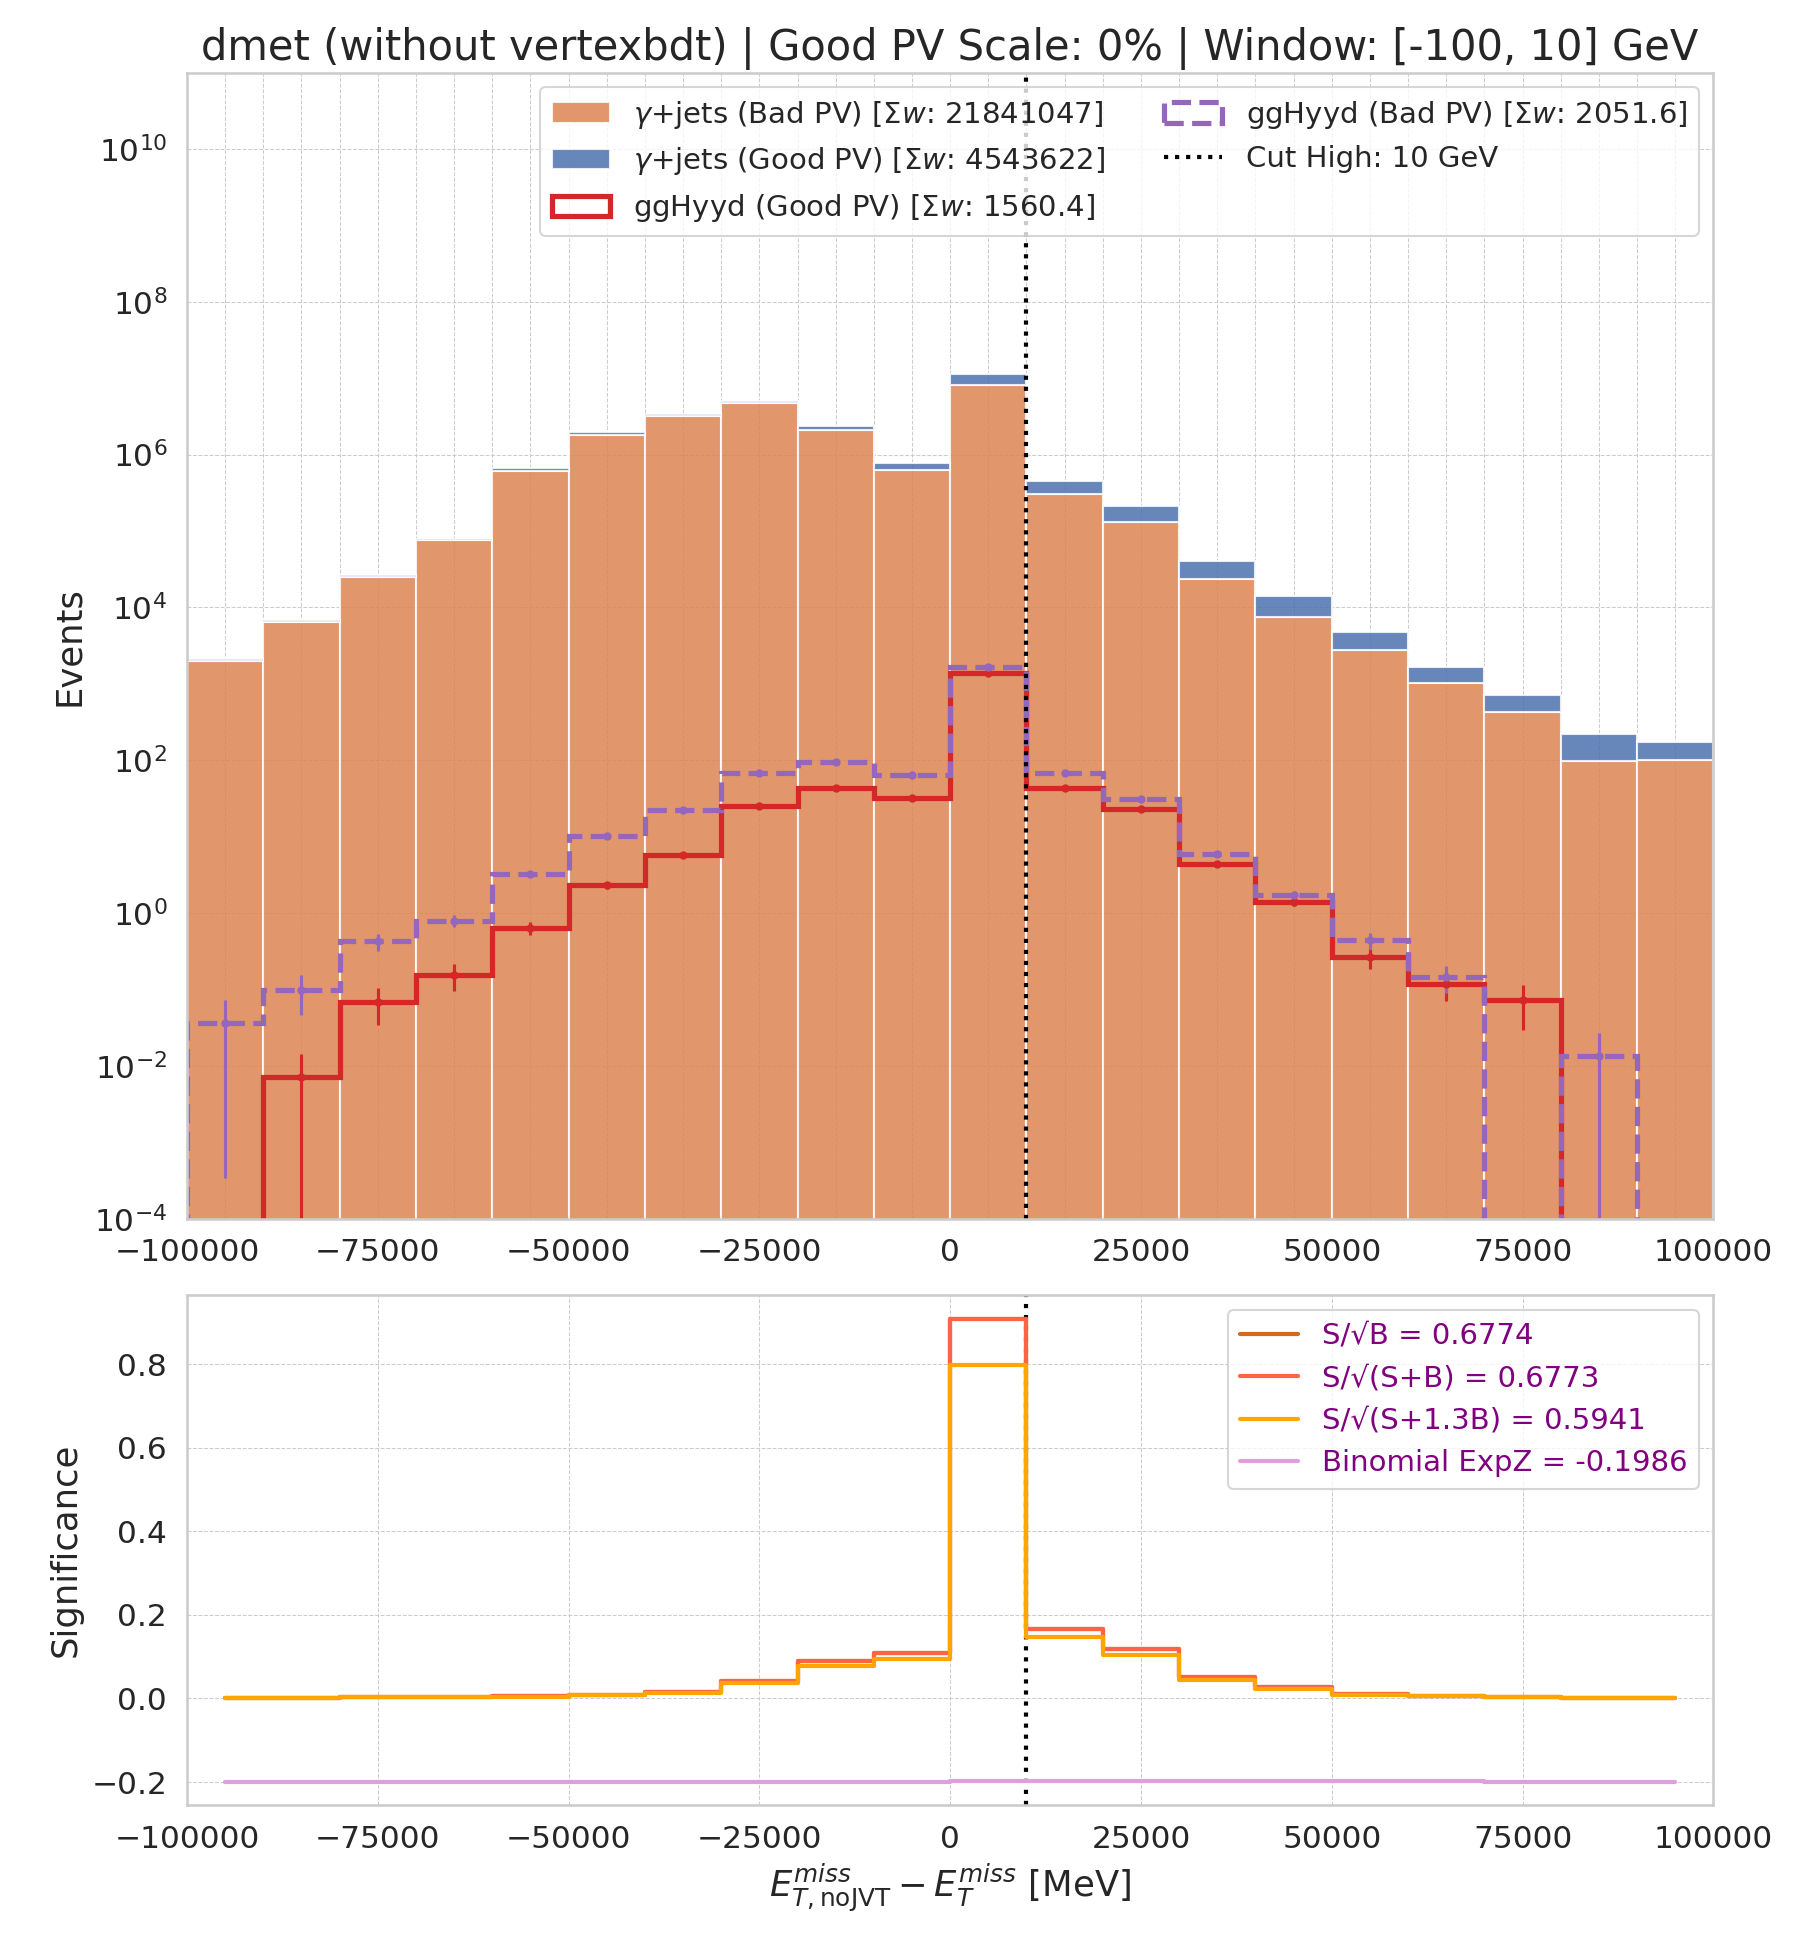 dmet (without vertexbdt) | Good PV Scale: 0% | Window: [-100, 10] GeV
γ+jets (Bad PV) [Σw: 21841047]
γ+jets (Good PV) [Σw: 4543622]
ggHyyd (Good PV) [Σw: 1560.4]
ggHyyd (Bad PV) [Σw: 2051.6]
Cut High: 10 GeV
10^10
10^8
10^6
10^4
10^2
10^0
10^−2
10^−4
Events
−100000 −75000 −50000 −25000 0 25000 50000 75000 100000
S/√B = 0.6774
S/√(S+B) = 0.6773
S/√(S+1.3B) = 0.5941
Binomial ExpZ = -0.1986
0.8
0.6
0.4
0.2
0.0
−0.2
Significance
−100000 −75000 −50000 −25000 0 25000 50000 75000 100000
E_{T, noJVT}^{miss} − E_T^{miss} [MeV]